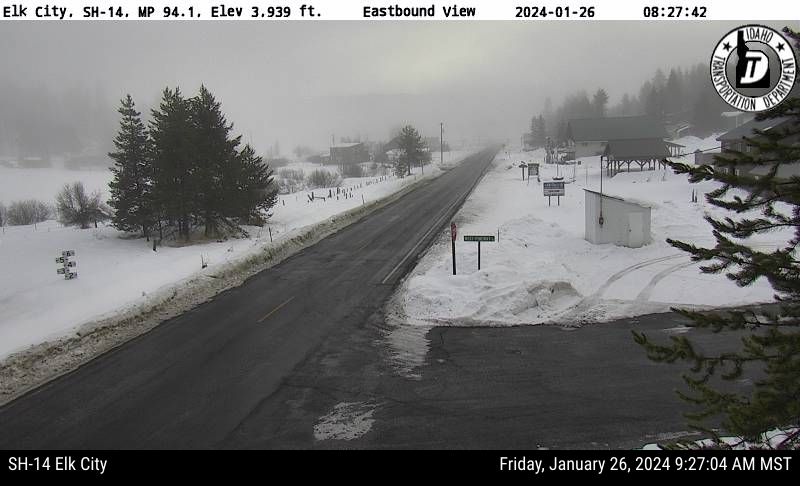 Elk City, SH-14, MP 94.1, Elev 3,939 ft. Eastbound View 2024-01-26 08:27:42
IDAHO
TRANSPORTATION DEPARTMENT
SH-14 Elk City
Friday, January 26, 2024 9:27:04 AM MST